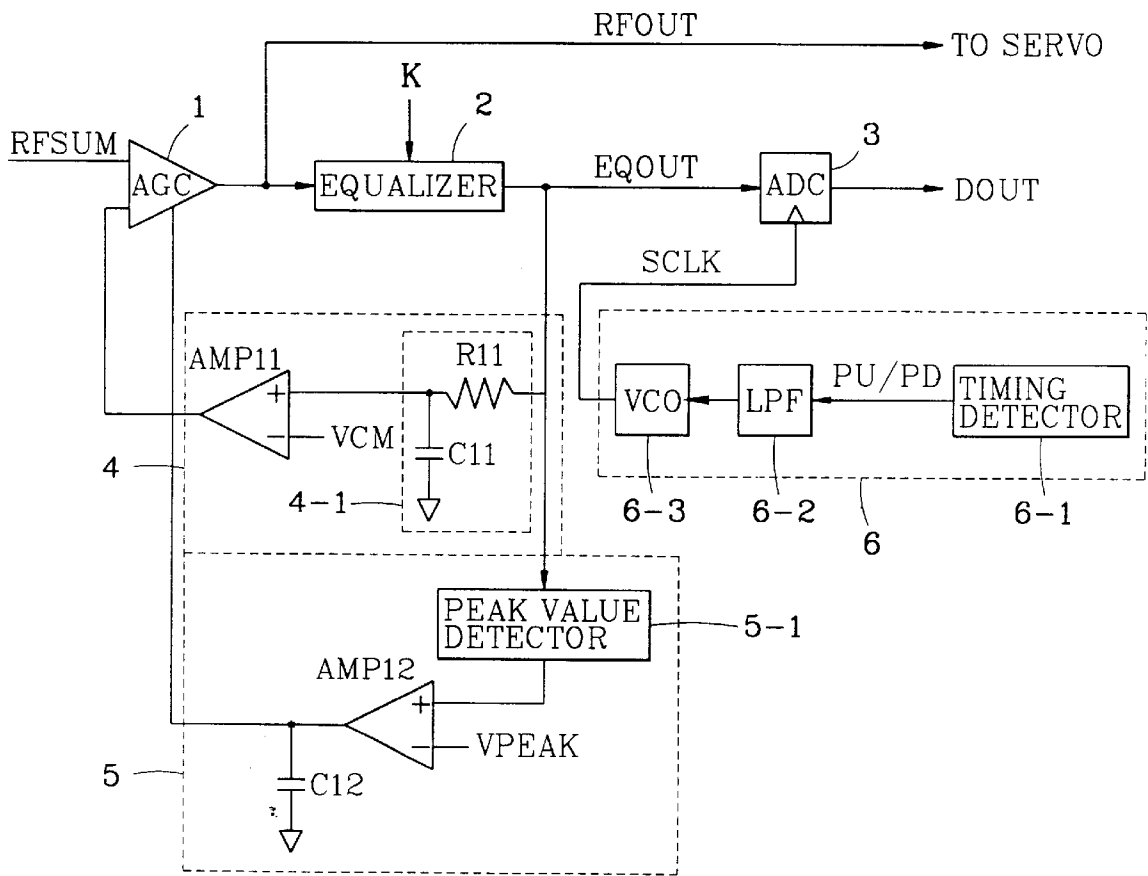 RFOUT
TO SERVO
K
1
2
3
RFSUM
AGC
EQUALIZER
EQOUT
ADC
DOUT
SCLK
AMP11
R11
+
−
VCM
C11
4
4-1
VCO
LPF
PU/PD
TIMING
DETECTOR
6-3
6-2
6-1
6
PEAK VALUE
DETECTOR
5-1
AMP12
+
−
VPEAK
5
C12